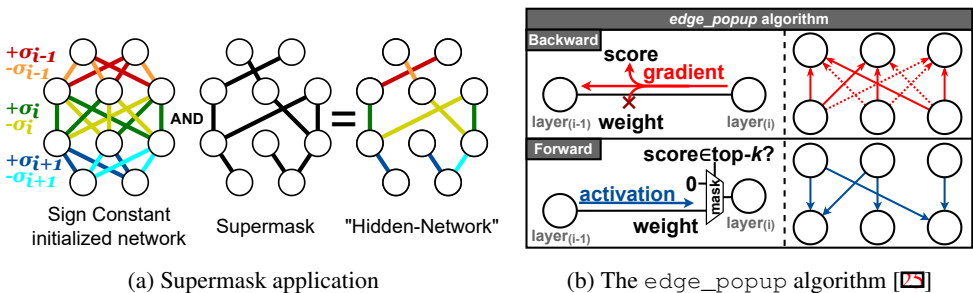 +σi-1
-σi-1
+σi
-σi
+σi+1
-σi+1
AND
=
Sign Constant
initialized network
Supermask
"Hidden-Network"
(a) Supermask application
edge_popup algorithm
Backward
score
gradient
layer(i-1)
weight
layer(i)
Forward
score∈top-k?
0
mask
activation
weight
layer(i-1)
layer(i)
(b) The edge_popup algorithm [25]